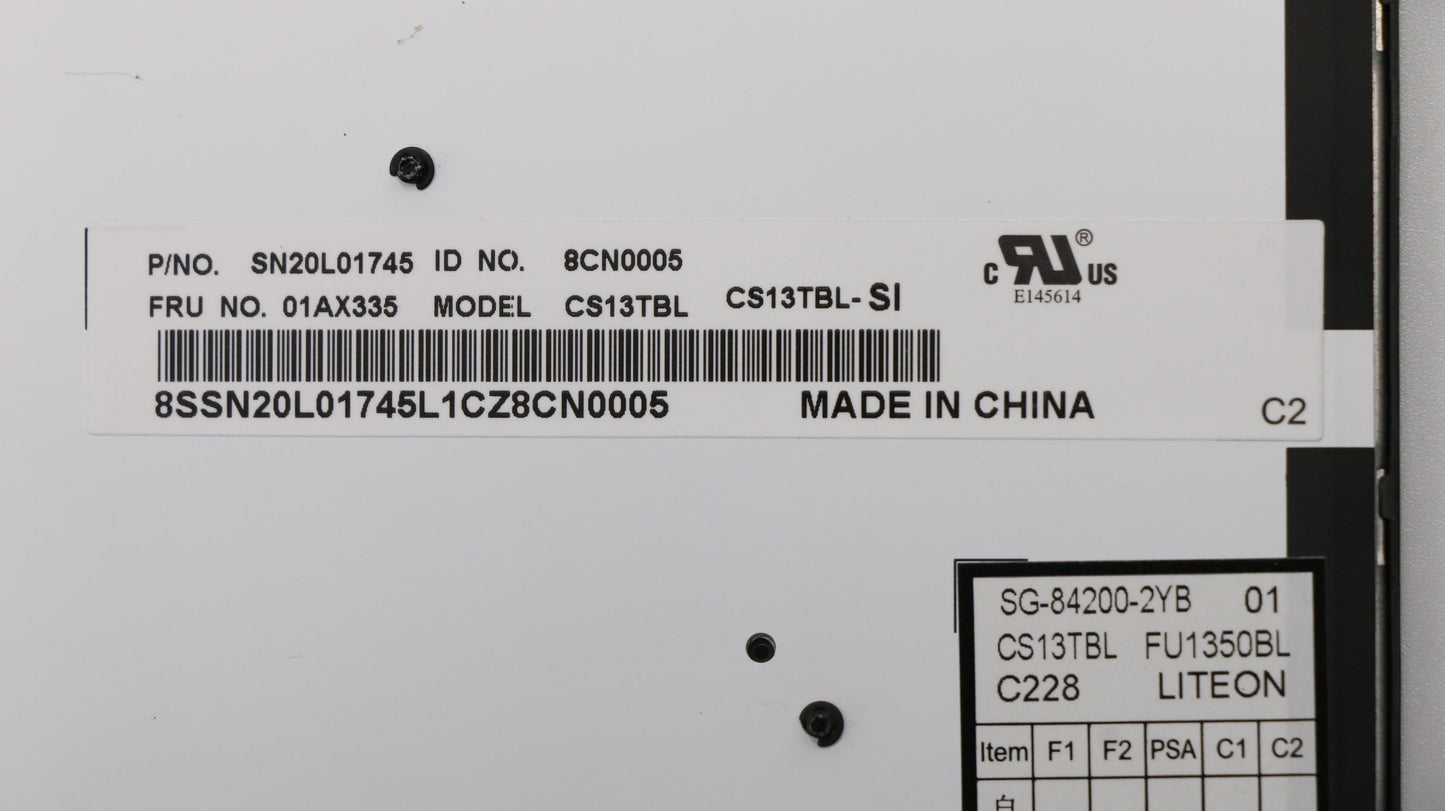 P/NO. SN20L01745 ID NO. 8CN0005
FRU NO. 01AX335 MODEL CS13TBL CS13TBL-SI
C RU® US
E145614
8SSN20L01745L1CZ8CN0005 MADE IN CHINA C2
SG-84200-2YB 01
CS13TBL FU1350BL
C228 LITEON
Item F1 F2 PSA C1 C2